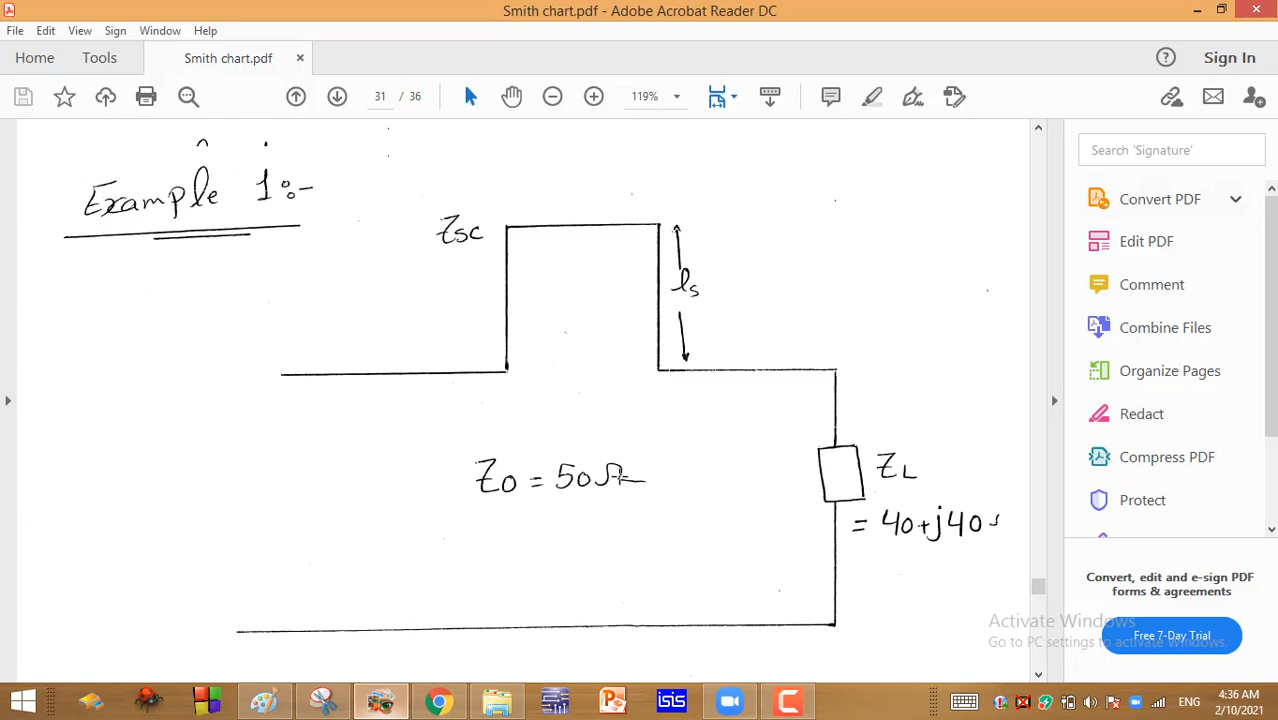 Smith chart.pdf - Adobe Acrobat Reader DC
File Edit View Window Sign Help
Home Tools Smith chart.pdf × Sign In
31 / 36 119%
Example 1:-
Zsc
ls
Z0 = 50Ω
ZL
= 40+j40
Search 'Signature'
Convert PDF
Edit PDF
Comment
Combine Files
Organize Pages
Redact
Compress PDF
Protect
Convert, edit and e-sign PDF
forms & agreements
Free 7-Day Trial
Activate Windows
Go to PC settings to activate Windows.
isis
ENG
4:36 AM
2/10/2021